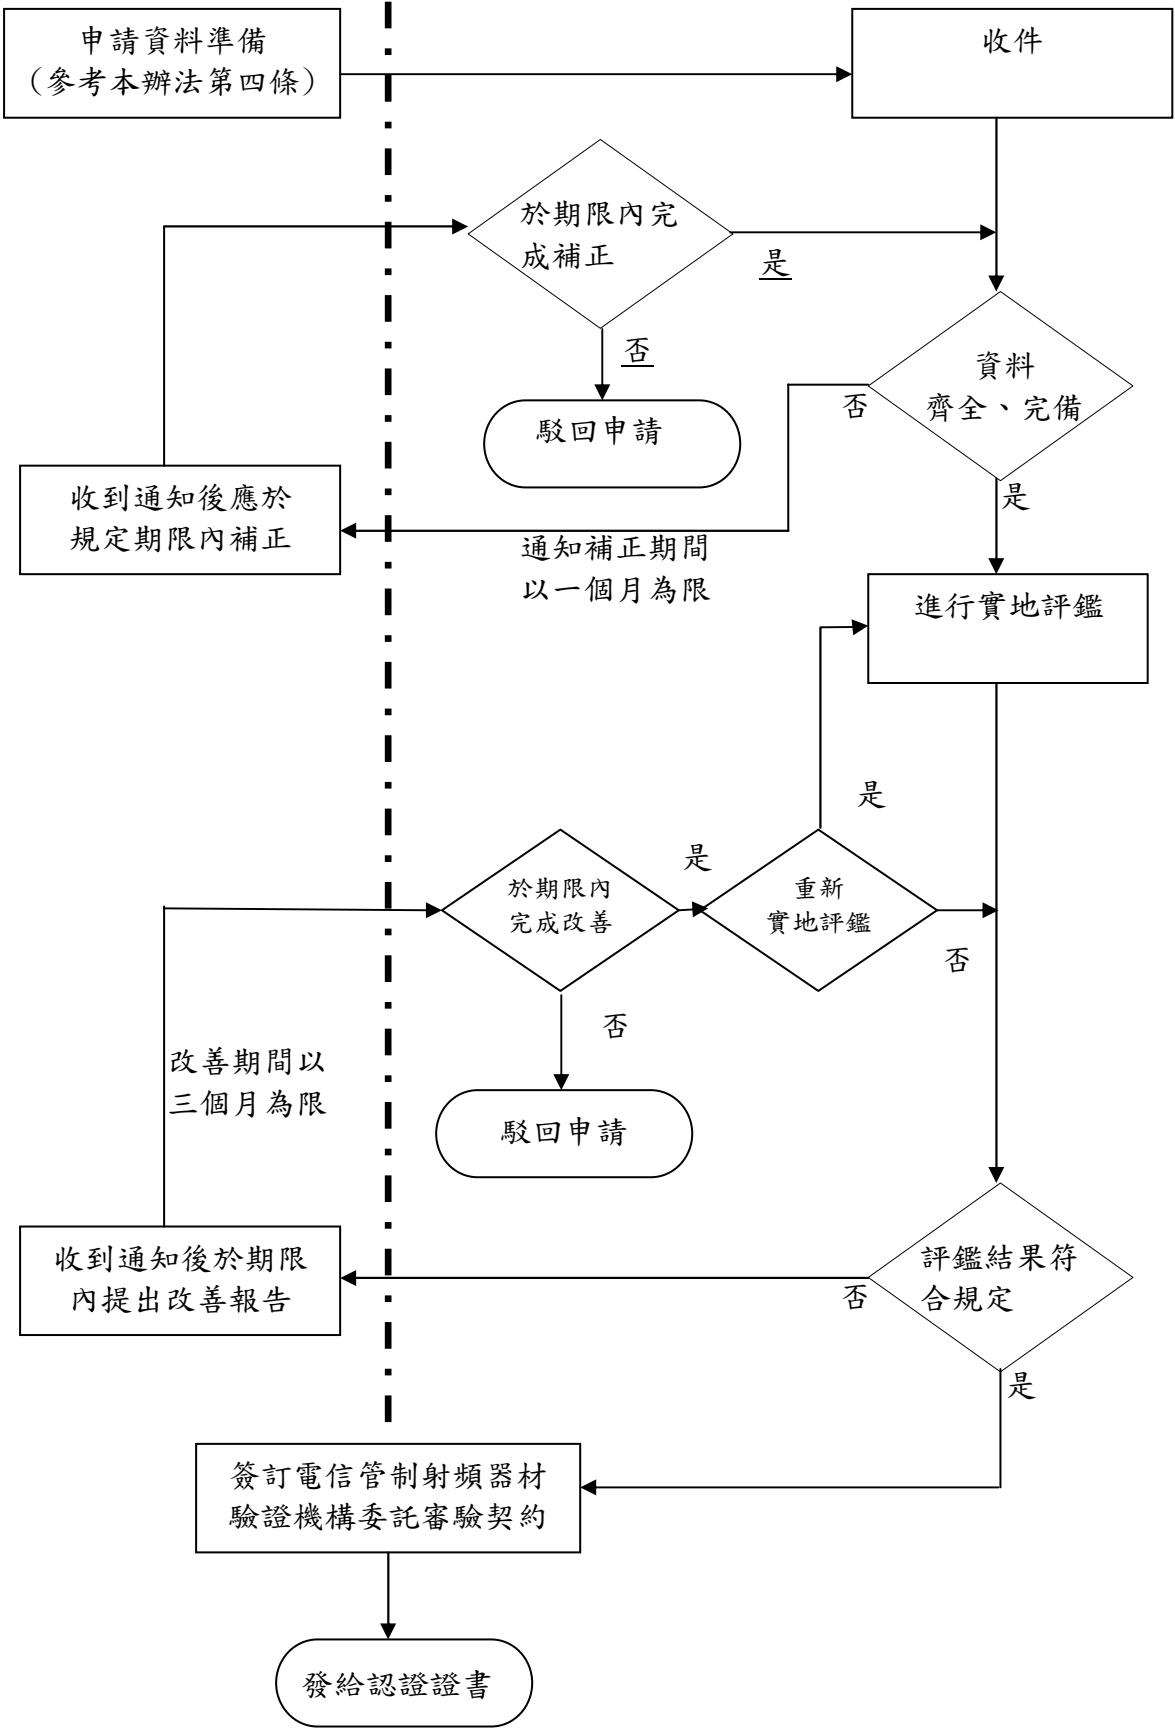 申請資料準備
（參考本辦法第四條）
收件
於期限內完
成補正
是
否
駁回申請
資料
齊全、完備
否
是
收到通知後應於
規定期限內補正
通知補正期間
以一個月為限
進行實地評鑑
是
於期限內
完成改善
是
重新
實地評鑑
否
否
改善期間以
三個月為限
駁回申請
收到通知後於期限
內提出改善報告
評鑑結果符
合規定
否
是
簽訂電信管制射頻器材
驗證機構委託審驗契約
發給認證證書